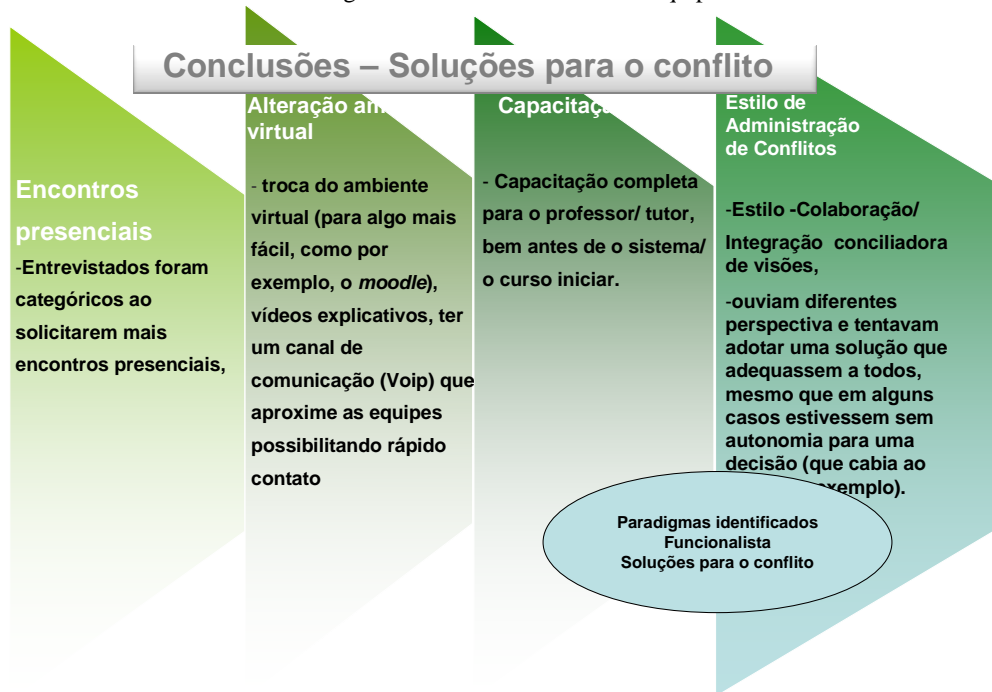 Conclusões – Soluções para o conflito
Encontros
presenciais
-Entrevistados foram
categóricos ao
solicitarem mais
encontros presenciais,
Alteração
virtual
- troca do ambiente
virtual (para algo mais
fácil, como por
exemplo, o moodle),
vídeos explicativos, ter
um canal de
comunicação (Voip) que
aproxime as equipes
possibilitando rápido
contato
- Capacitação completa
para o professor/ tutor,
bem antes de o sistema/
o curso iniciar.
Estilo de
Administração
de Conflitos
-Estilo -Colaboração/
Integração conciliadora
de visões,
-ouviam diferentes
perspectiva e tentavam
adotar uma solução que
adequassem a todos,
mesmo que em alguns
casos estivessem sem
autonomia para uma
decisão (que cabia ao
exemplo).
Paradigmas identificados
Funcionalista
Soluções para o conflito